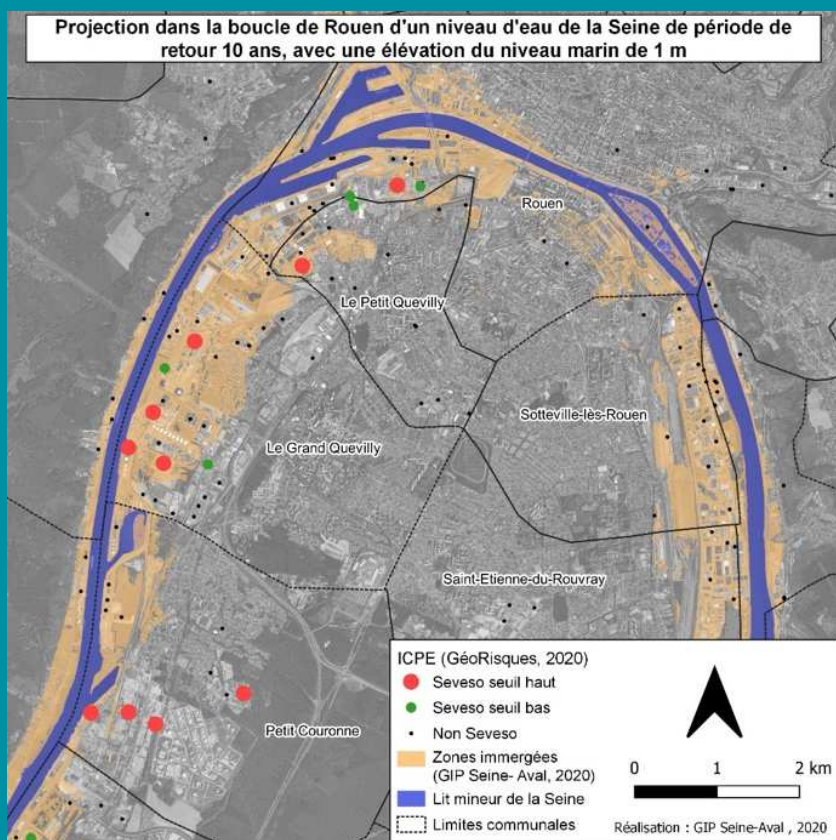 Projection dans la boucle de Rouen d'un niveau d'eau de la Seine de période de
retour 10 ans, avec une élévation du niveau marin de 1 m
Rouen
Le Petit Quevilly
Sotteville-lès-Rouen
Le Grand Quevilly
Saint-Etienne-du-Rouvray
Petit Couronne
ICPE (GéoRisques, 2020)
Seveso seuil haut
Seveso seuil bas
Non Seveso
Zones immergées
(GIP Seine- Aval, 2020)
Lit mineur de la Seine
Limites communales
0 1 2 km
Réalisation : GIP Seine-Aval , 2020